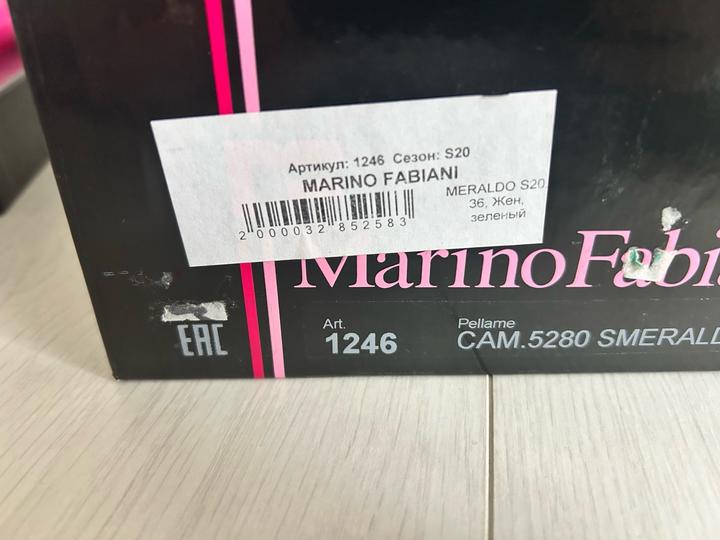 Артикул: 1246 Сезон: S20
MARINO FABIANI
MERALDO S20.
36, Жен,
зеленый
2 000032 852583
MarinoFabi
EAC
Art.
1246
Pellame
CAM.5280 SMERALD